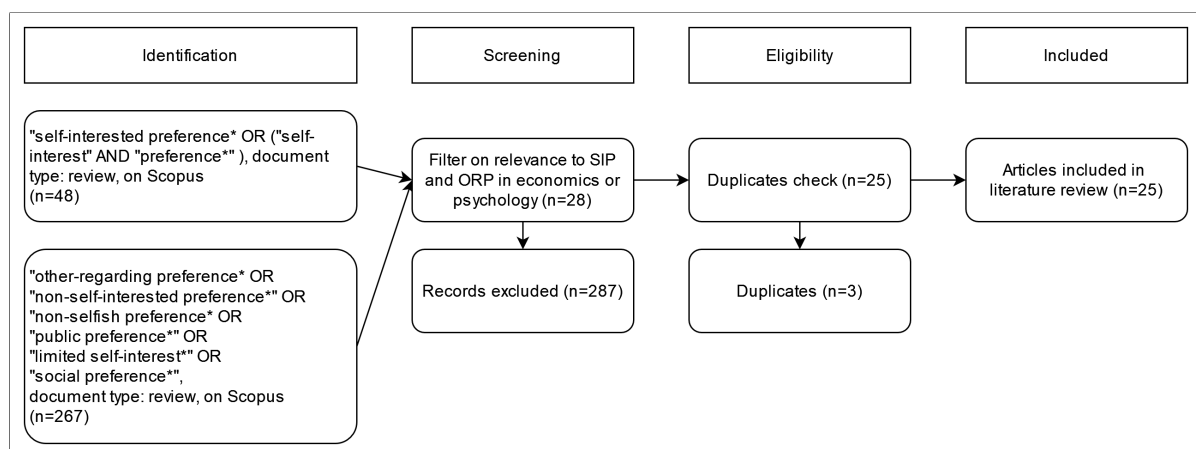 Identification
Screening
Eligibility
Included
"self-interested preference* OR ("self-
interest" AND "preference*" ), document
type: review, on Scopus
(n=48)
Filter on relevance to SIP
and ORP in economics or
psychology (n=28)
Duplicates check (n=25)
Articles included in
literature review (n=25)
"other-regarding preference* OR
"non-self-interested preference*" OR
"non-selfish preference* OR
"public preference*" OR
"limited self-interest*" OR
"social preference*",
document type: review, on Scopus
(n=267)
Records excluded (n=287)
Duplicates (n=3)